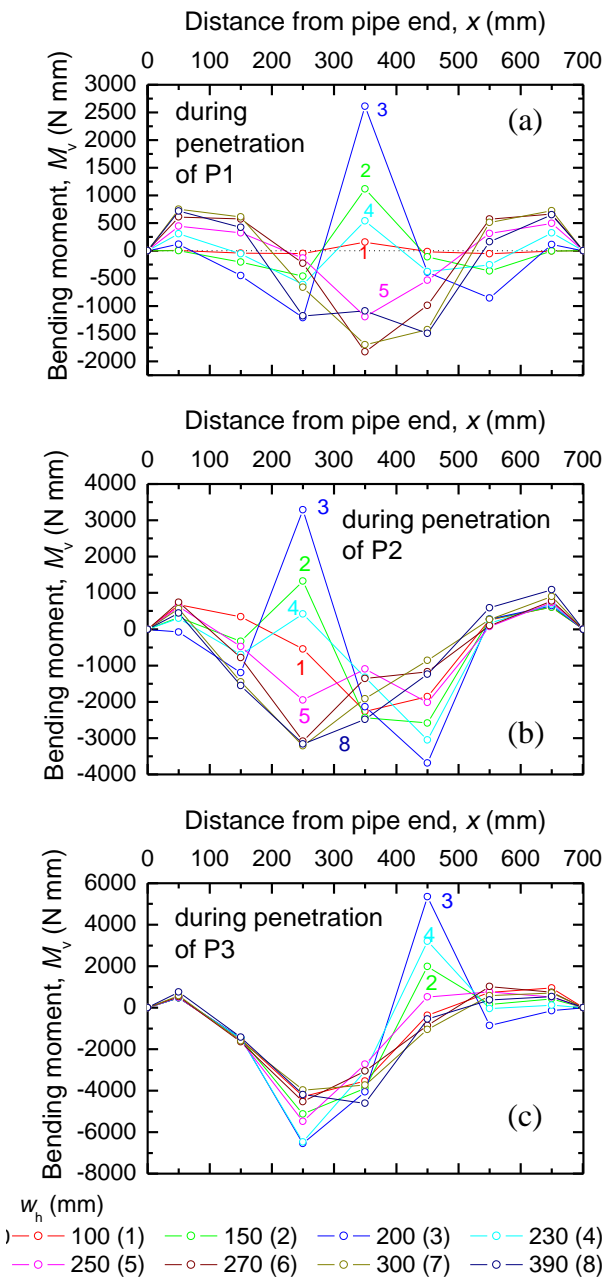 Distance from pipe end, x (mm)
0 100 200 300 400 500 600 700
3000
2500
2000
1500
1000
500
0
-500
-1000
-1500
-2000
Bending moment, Mv (N mm)
during
penetration
of P1
(a)
3
2
4
1
5
Distance from pipe end, x (mm)
0 100 200 300 400 500 600 700
4000
3000
2000
1000
0
-1000
-2000
-3000
-4000
Bending moment, Mv (N mm)
during penetration
of P2
3
2
4
1
5
8
(b)
Distance from pipe end, x (mm)
0 100 200 300 400 500 600 700
6000
4000
2000
0
-2000
-4000
-6000
-8000
Bending moment, Mv (N mm)
during penetration
of P3
3
4
2
(c)
wh (mm)
100 (1) 150 (2) 200 (3) 230 (4)
250 (5) 270 (6) 300 (7) 390 (8)